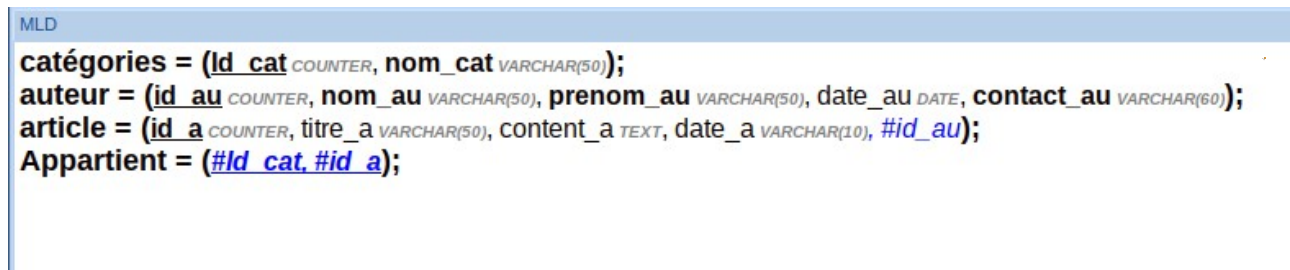 MLD
catégories = (Id_cat COUNTER, nom_cat VARCHAR(50));
auteur = (id_au COUNTER, nom_au VARCHAR(50), prenom_au VARCHAR(50), date_au DATE, contact_au VARCHAR(60));
article = (id_a COUNTER, titre_a VARCHAR(50), content_a TEXT, date_a VARCHAR(10), #id_au);
Appartient = (#Id_cat, #id_a);